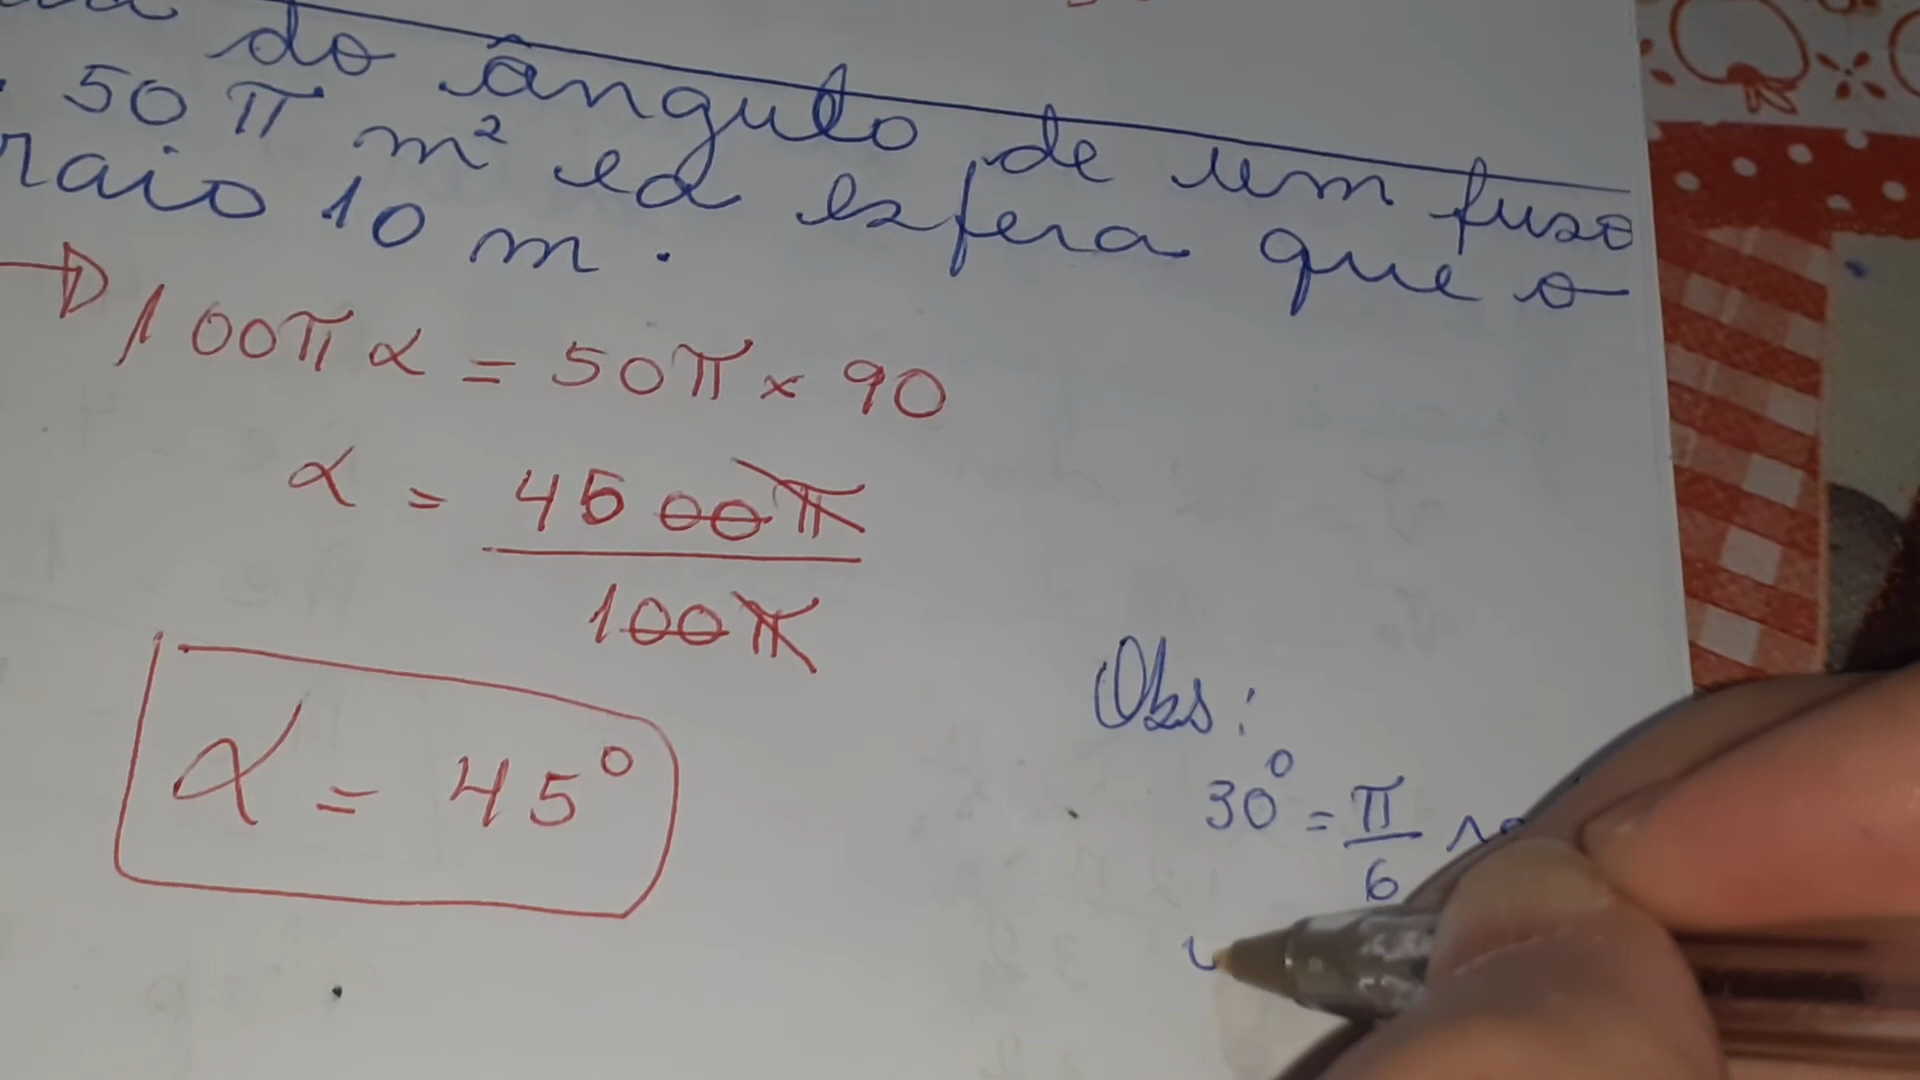 do ângulo de um fuso
50 π m² e a esfera que o
raio 10 m.
100π α = 50π × 90
α = 4500π
100π
α = 45°
Obs:
30° = π/6